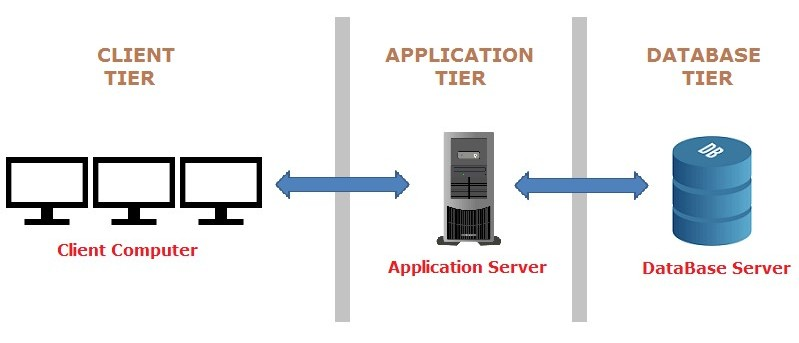 CLIENT
TIER
APPLICATION
TIER
DATABASE
TIER
DB
Client Computer
Application Server
DataBase Server